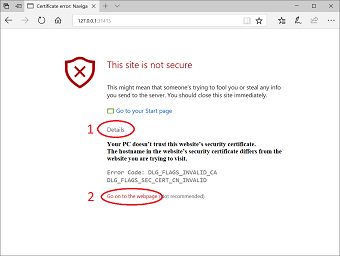 Certificate error: Naviga
127.0.0.1:31415
This site is not secure
This might mean that someone's trying to fool you or steal any info
you send to the server. You should close this site immediately.
Go to your Start page
1 Details
Your PC doesn't trust this website's security certificate.
The hostname in the website's security certificate differs from the
website you are trying to visit.
Error Code: DLG_FLAGS_INVALID_CA
DLG_FLAGS_SEC_CERT_CN_INVALID
2 Go on to the webpage (Not recommended)